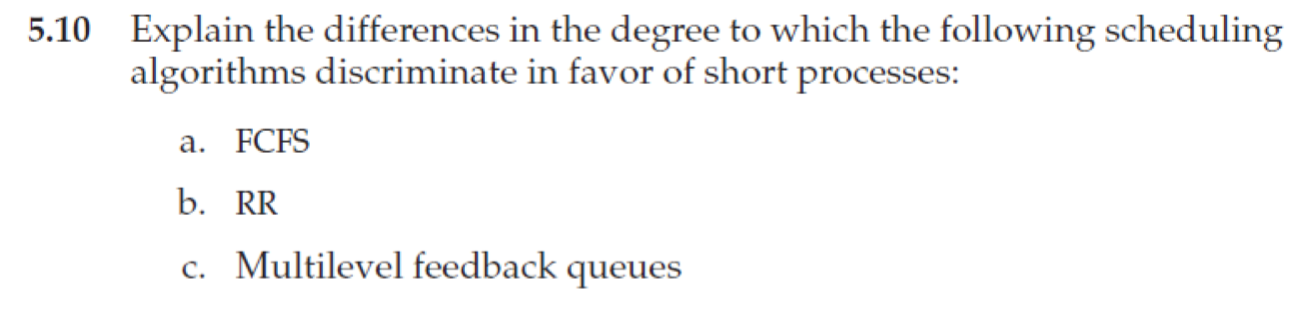 5.10 Explain the differences in the degree to which the following scheduling
algorithms discriminate in favor of short processes:
a. FCFS
b. RR
c. Multilevel feedback queues